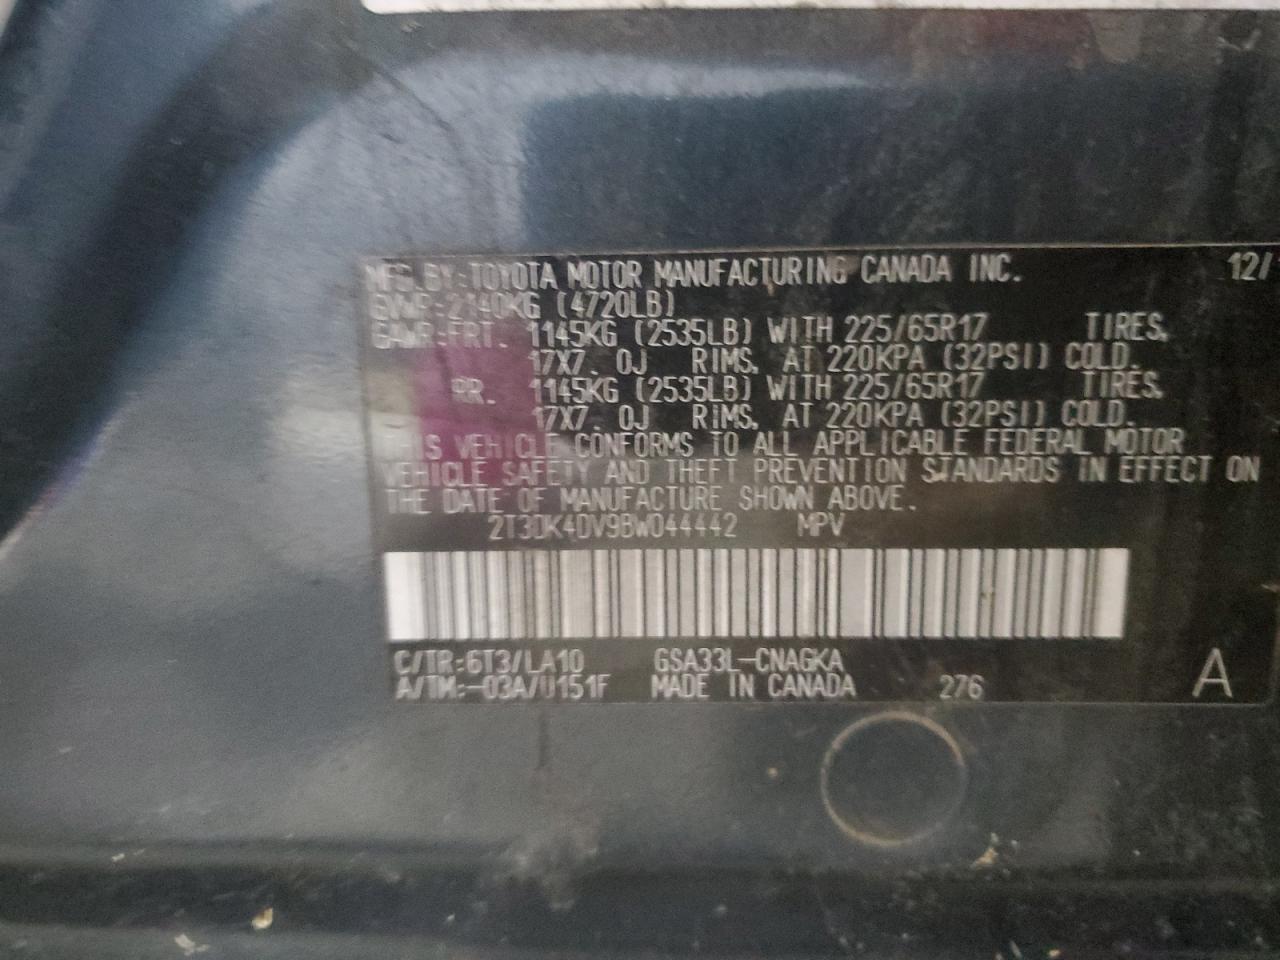 MFG.BY:TOYOTA MOTOR MANUFACTURING CANADA INC. 12/
GVWR:2140KG (4720LB)
GAWR:FRT. 1145KG (2535LB) WITH 225/65R17 TIRES,
17X7.0J RIMS, AT 220KPA (32PSI) COLD.
RR. 1145KG (2535LB) WITH 225/65R17 TIRES,
17X7.0J RIMS, AT 220KPA (32PSI) COLD.
THIS VEHICLE CONFORMS TO ALL APPLICABLE FEDERAL MOTOR
VEHICLE SAFETY AND THEFT PREVENTION STANDARDS IN EFFECT ON
THE DATE OF MANUFACTURE SHOWN ABOVE.
2T3DK4DV9BW044442 MPV
C/TR:6T3/LA10 GSA33L-CNAGKA
A/TM:-03A/U151F MADE IN CANADA 276 A